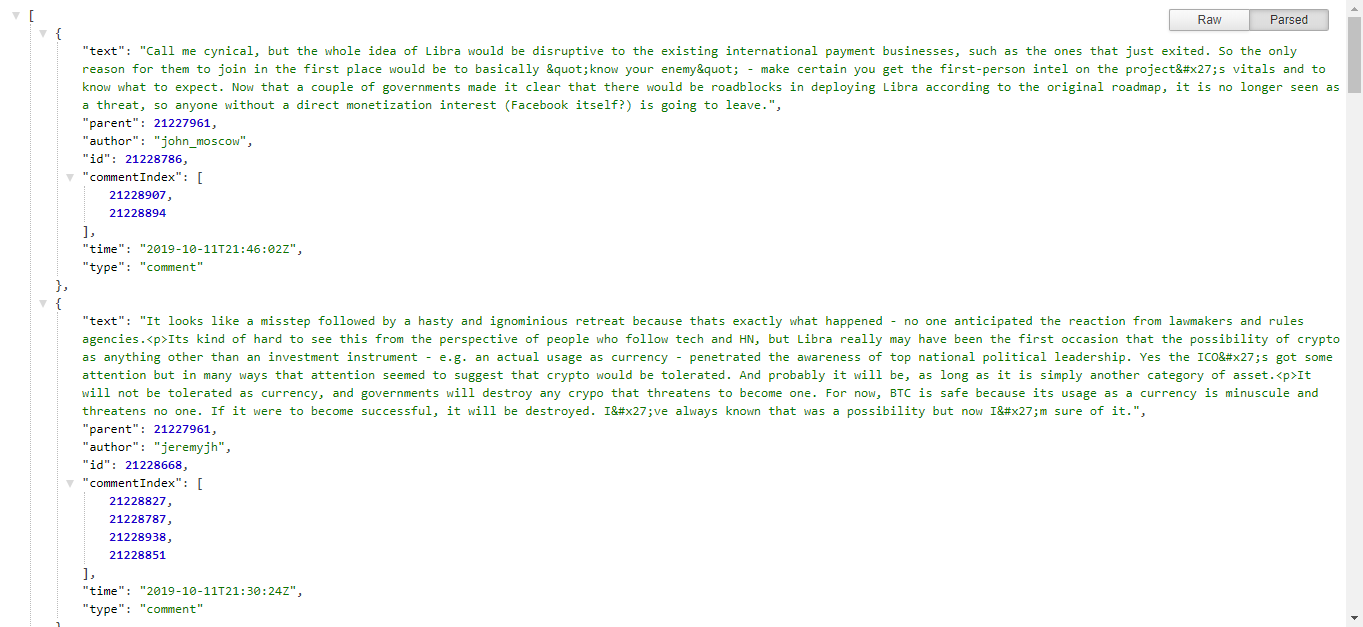 [
Raw Parsed
{
"text": "Call me cynical, but the whole idea of Libra would be disruptive to the existing international payment businesses, such as the ones that just exited. So the only
reason for them to join in the first place would be to basically &quot;know your enemy&quot; - make certain you get the first-person intel on the project&#x27;s vitals and to
know what to expect. Now that a couple of governments made it clear that there would be roadblocks in deploying Libra according to the original roadmap, it is no longer seen as
a threat, so anyone without a direct monetization interest (Facebook itself?) is going to leave.",
"parent": 21227961,
"author": "john_moscow",
"id": 21228786,
"commentIndex": [
21228907,
21228894
],
"time": "2019-10-11T21:46:02Z",
"type": "comment"
},
{
"text": "It looks like a misstep followed by a hasty and ignominious retreat because thats exactly what happened - no one anticipated the reaction from lawmakers and rules
agencies.<p>Its kind of hard to see this from the perspective of people who follow tech and HN, but Libra really may have been the first occasion that the possibility of crypto
as anything other than an investment instrument - e.g. an actual usage as currency - penetrated the awareness of top national political leadership. Yes the ICO&#x27;s got some
attention but in many ways that attention seemed to suggest that crypto would be tolerated. And probably it will be, as long as it is simply another category of asset.<p>It
will not be tolerated as currency, and governments will destroy any crypo that threatens to become one. For now, BTC is safe because its usage as a currency is minuscule and
threatens no one. If it were to become successful, it will be destroyed. I&#x27;ve always known that was a possibility but now I&#x27;m sure of it.",
"parent": 21227961,
"author": "jeremyjh",
"id": 21228668,
"commentIndex": [
21228827,
21228787,
21228938,
21228851
],
"time": "2019-10-11T21:30:24Z",
"type": "comment"
}